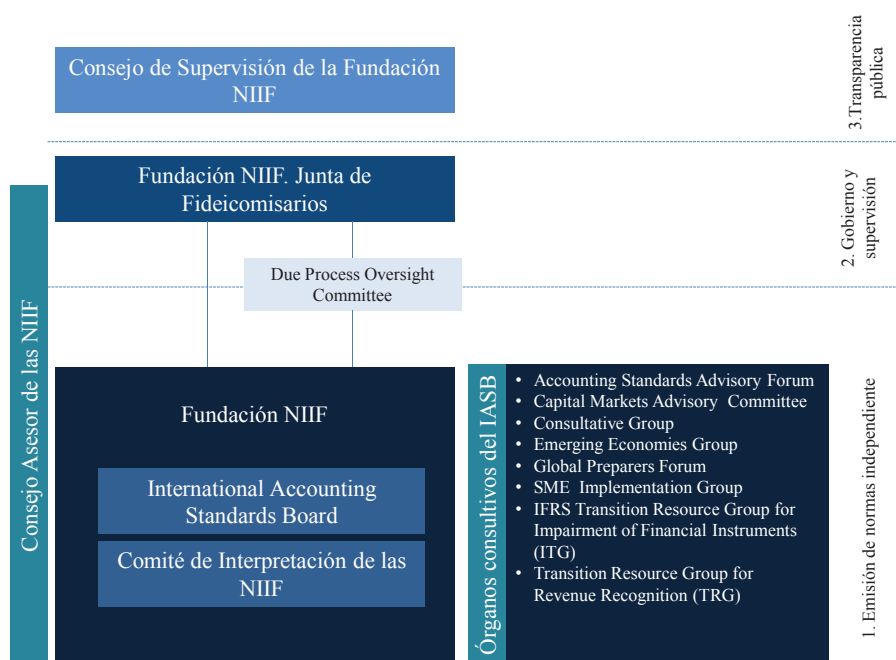 Consejo de Supervisión de la Fundación
NIIF
3.Transparencia
pública
Fundación NIIF. Junta de
Fideicomisarios
2. Gobierno y
supervisión
Due Process Oversight
Committee
Consejo Asesor de las NIIF
Fundación NIIF
International Accounting
Standards Board
Comité de Interpretación de las
NIIF
Órganos consultivos del IASB
• Accounting Standards Advisory Forum
• Capital Markets Advisory Committee
• Consultative Group
• Emerging Economies Group
• Global Preparers Forum
• SME Implementation Group
• IFRS Transition Resource Group for
Impairment of Financial Instruments
(ITG)
• Transition Resource Group for
Revenue Recognition (TRG)
1. Emisión de normas independiente